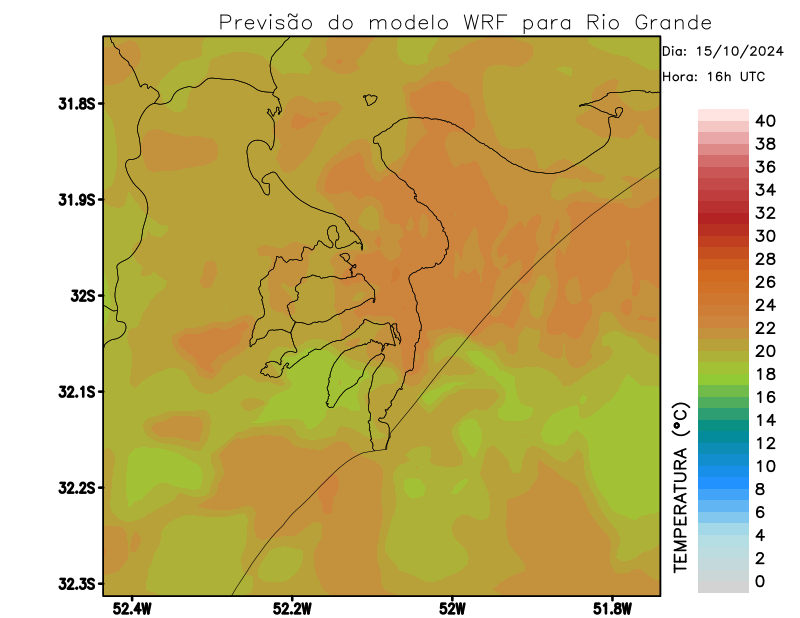 Previsão do modelo WRF para Rio Grande
Dia: 15/10/2024
Hora: 16h UTC
31.8S
31.9S
32S
32.1S
32.2S
32.3S
52.4W
52.2W
52W
51.8W
40
38
36
34
32
30
28
26
24
22
20
18
16
14
12
10
8
6
4
2
0
TEMPERATURA (°C)